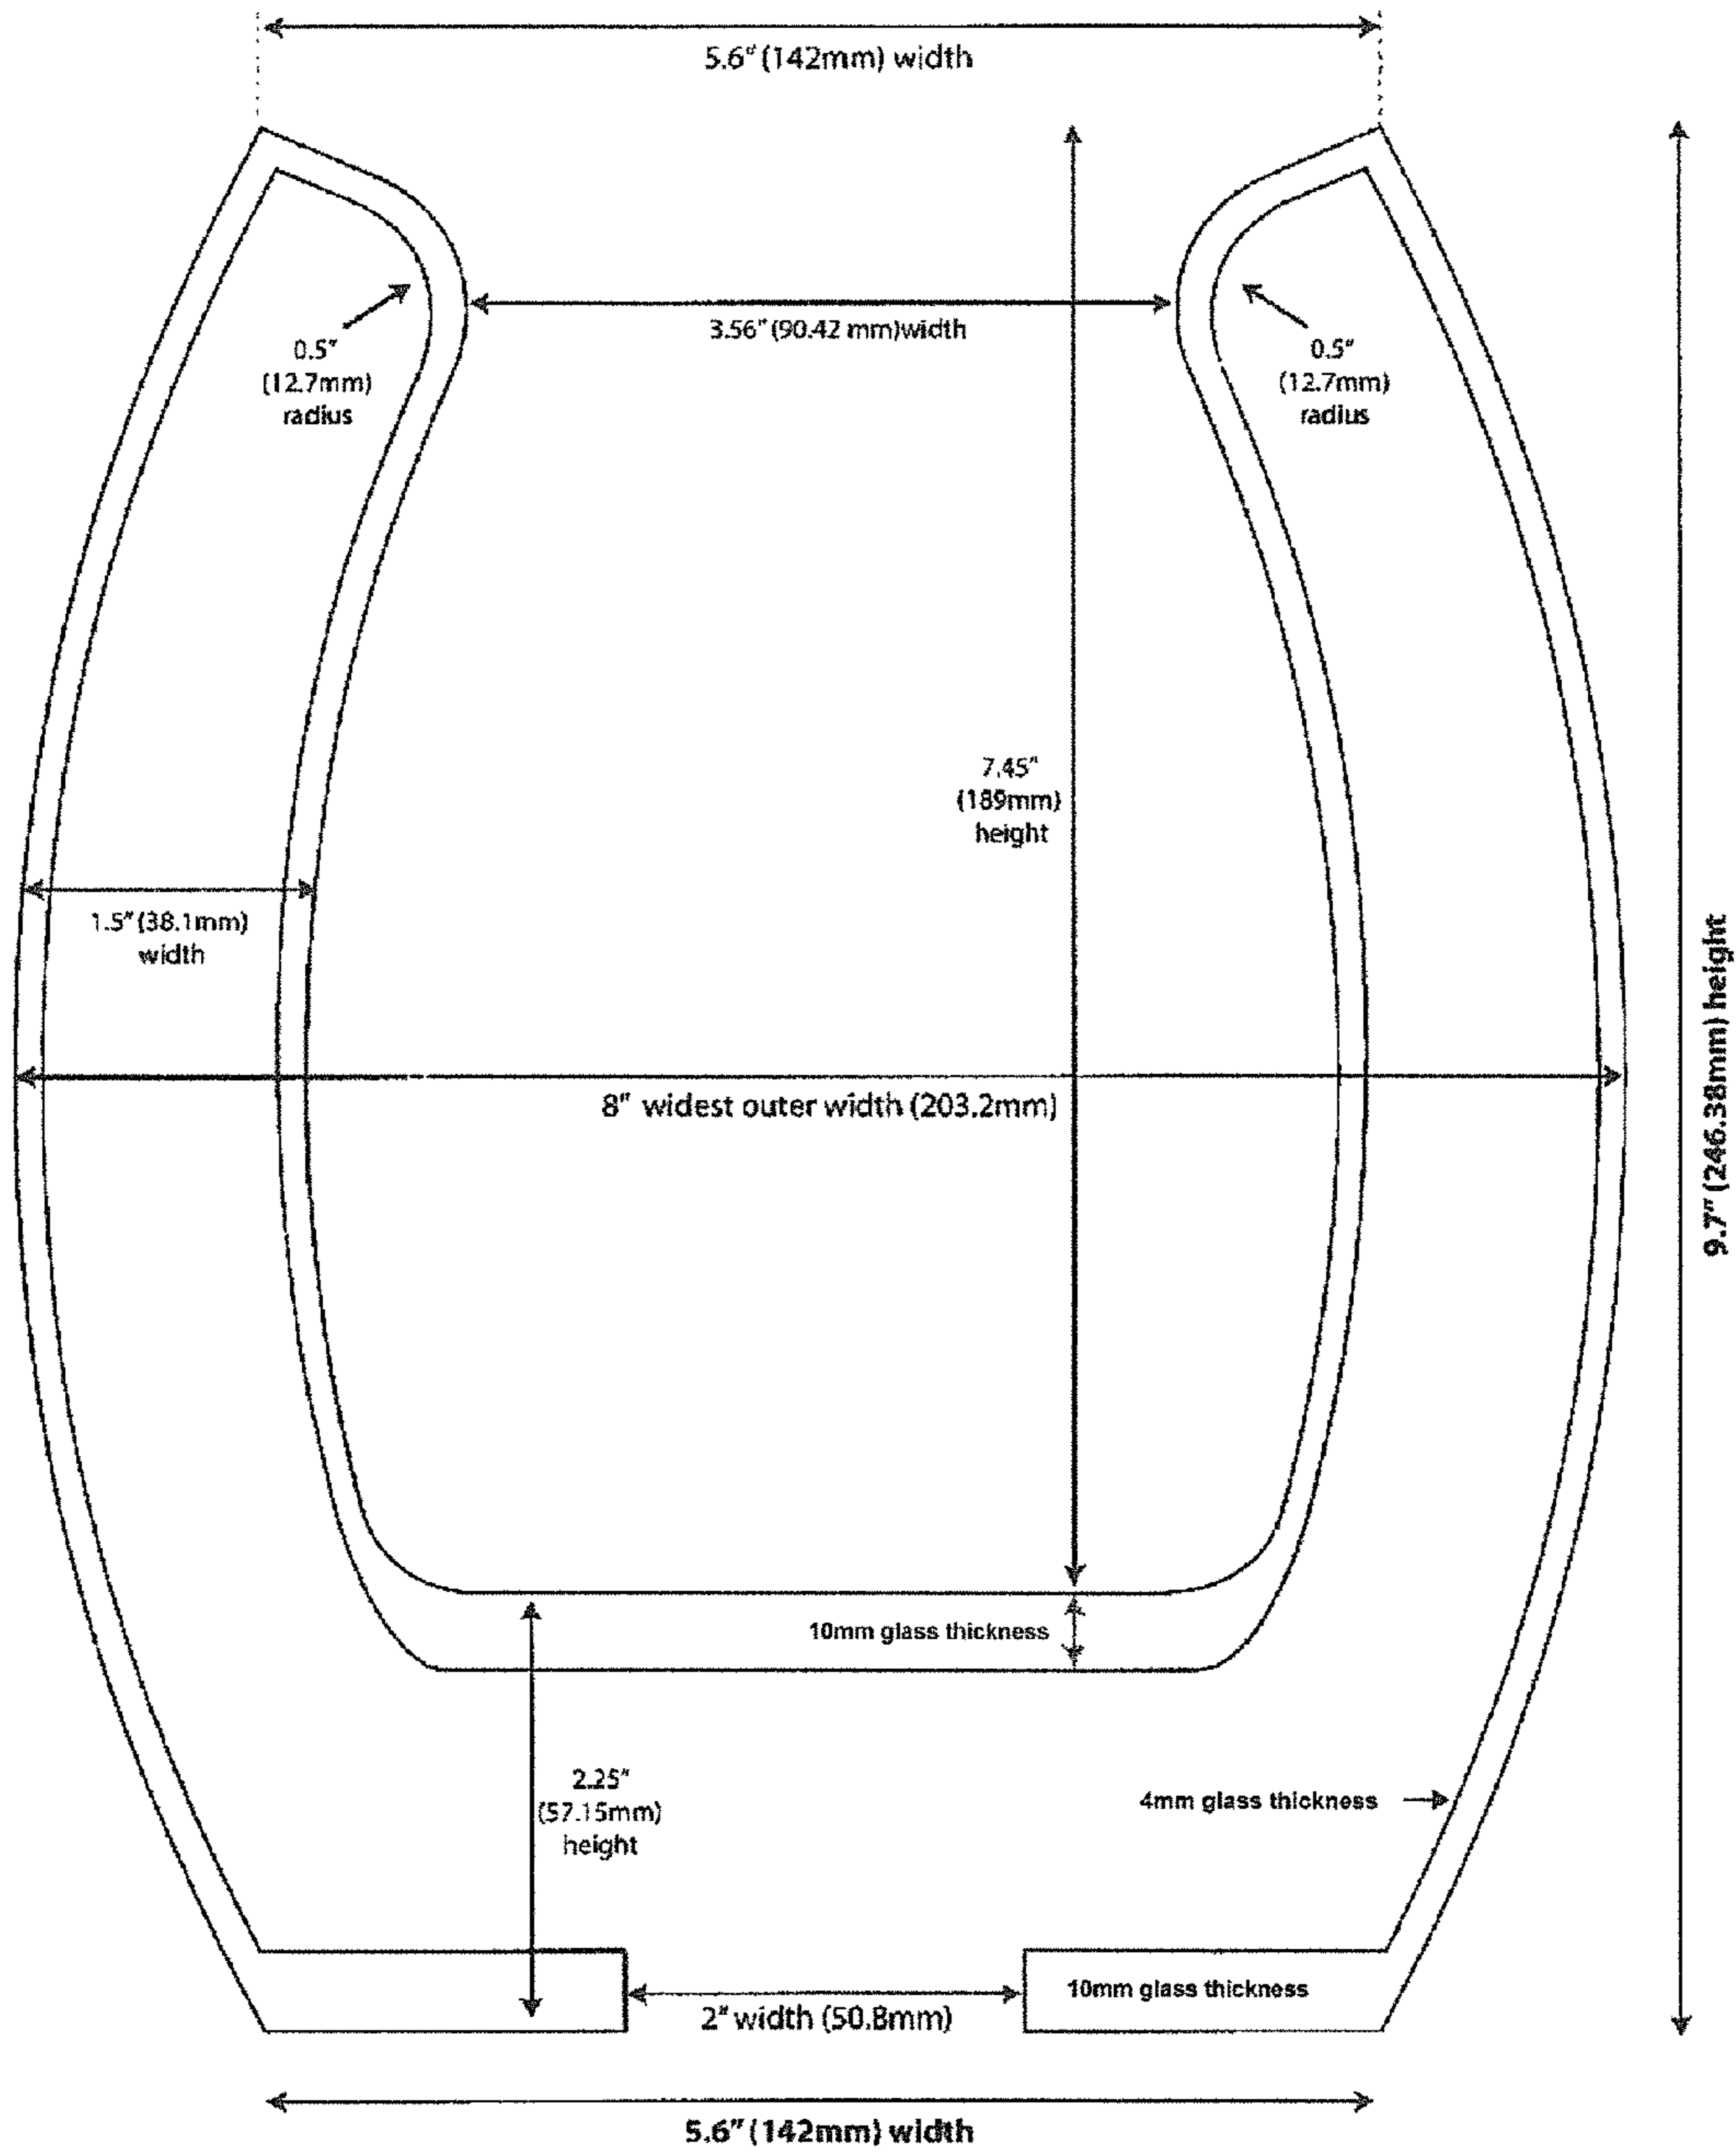 5.6" (142mm) width
3.56" (90.42 mm)width
0.5"
(12.7mm)
radius
0.5"
(12.7mm)
radius
7.45"
(189mm)
height
1.5" (38.1mm)
width
9.7" (246.38mm) height
8" widest outer width (203.2mm)
10mm glass thickness
2.25"
(57.15mm)
height
4mm glass thickness
10mm glass thickness
2" width (50.8mm)
5.6" (142mm) width